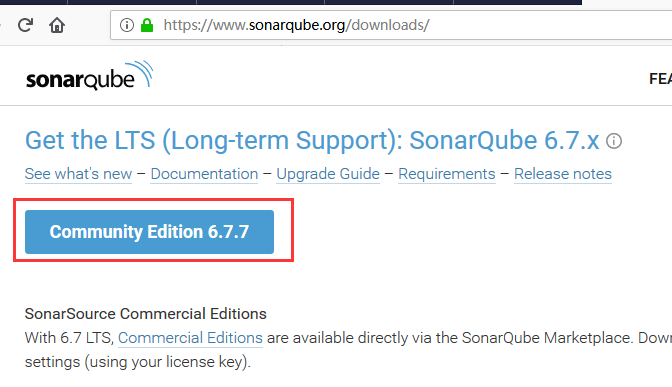 https://www.sonarqube.org/downloads/
sonarqube
Get the LTS (Long-term Support): SonarQube 6.7.x
See what's new – Documentation – Upgrade Guide – Requirements – Release notes
Community Edition 6.7.7
SonarSource Commercial Editions
With 6.7 LTS, Commercial Editions are available directly via the SonarQube Marketplace.
settings (using your license key).